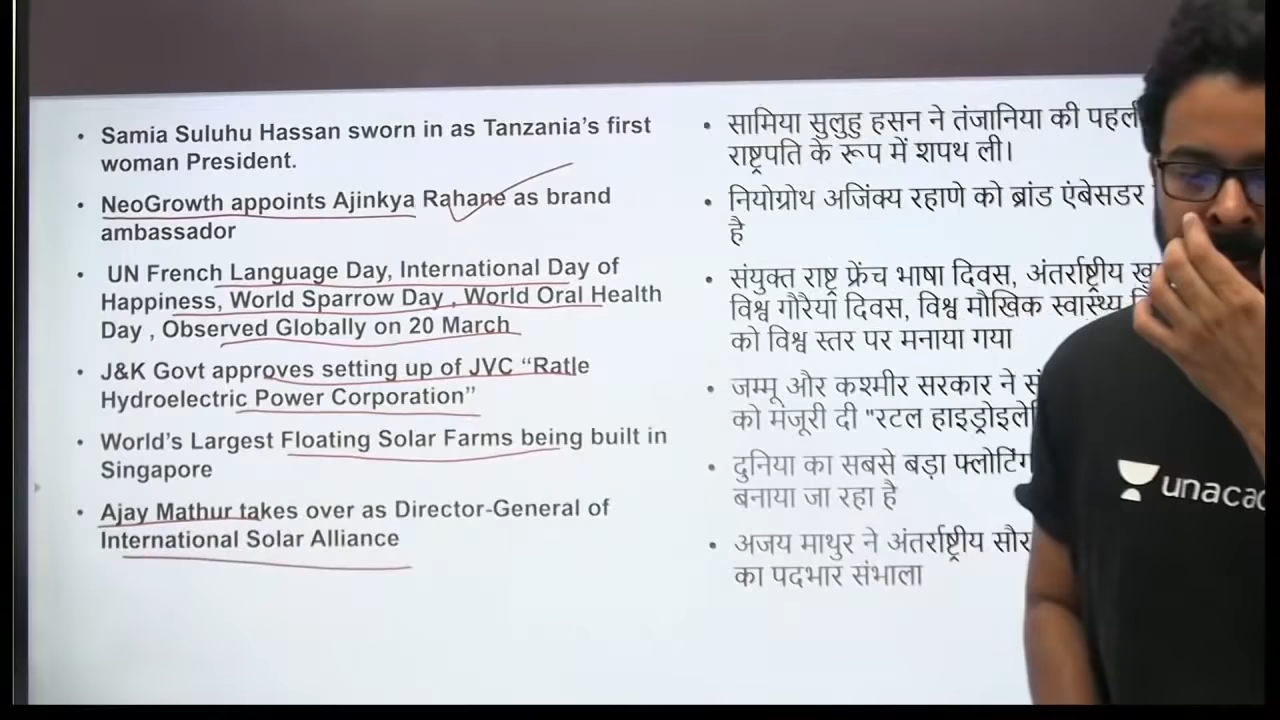 • Samia Suluhu Hassan sworn in as Tanzania's first
woman President.
• NeoGrowth appoints Ajinkya Rahane as brand
ambassador
• UN French Language Day, International Day of
Happiness, World Sparrow Day , World Oral Health
Day , Observed Globally on 20 March
• J&K Govt approves setting up of JVC “Ratle
Hydroelectric Power Corporation”
• World's Largest Floating Solar Farms being built in
Singapore
• Ajay Mathur takes over as Director-General of
International Solar Alliance
• सामिया सुलुहु हसन ने तंजानिया की पहली
राष्ट्रपति के रूप में शपथ ली।
• नियोग्रोथ अजिंक्य रहाणे को ब्रांड एंबेसडर
है
• संयुक्त राष्ट्र फ्रेंच भाषा दिवस, अंतर्राष्ट्रीय
विश्व गौरैया दिवस, विश्व मौखिक स्वास्थ्य
को विश्व स्तर पर मनाया गया
• जम्मू और कश्मीर सरकार ने
को मंजूरी दी "रटल
• दुनिया का सबसे बड़ा फ्लोटिंग
बनाया जा रहा है
• अजय माथुर ने अंतर्राष्ट्रीय सौर
का पदभार संभाला
unacad